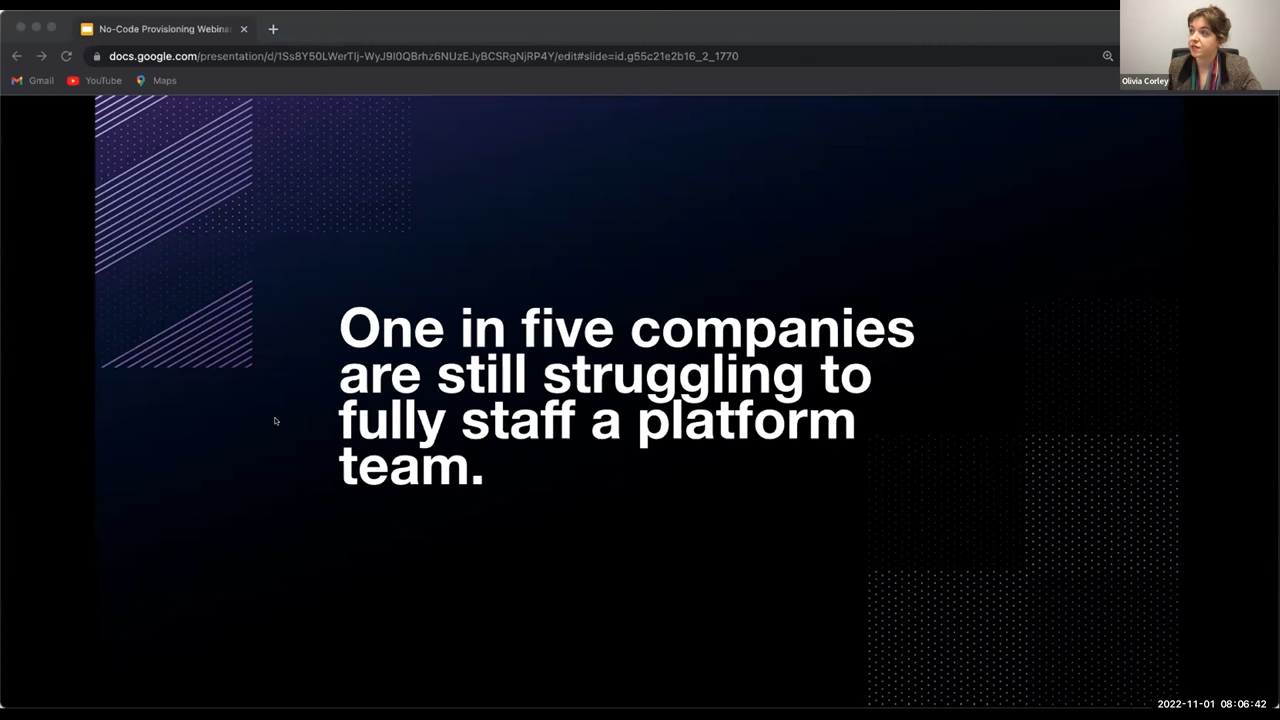 No-Code Provisioning Webina
docs.google.com/presentation/d/1Ss8Y50LWerTlj-WyJ9I0QBrhz6NUzEJyBCSRgNjRP4Y/edit#slide=id.g55c21e2b16_2_1770
Gmail
YouTube
Maps
Olivia Corley
One in five companies
are still struggling to
fully staff a platform
team.
2022-11-01 08:06:42